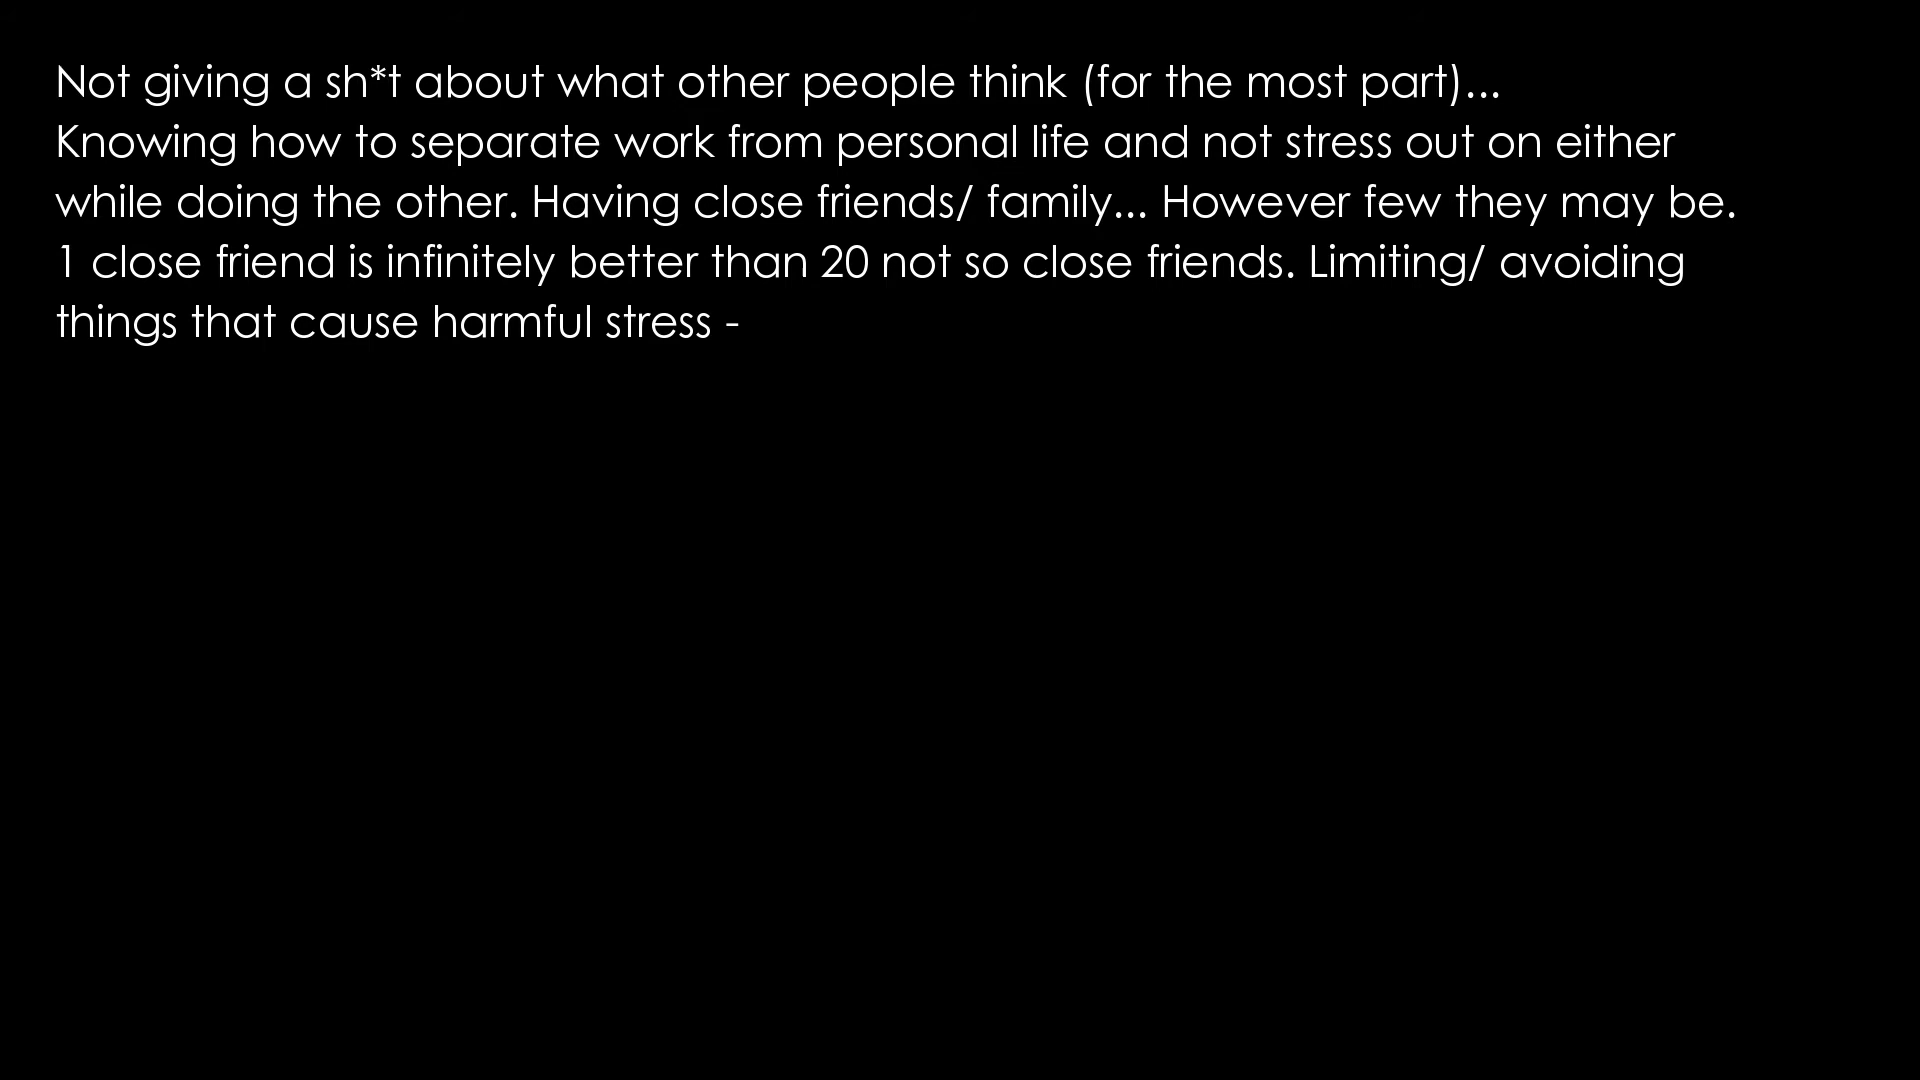 Not giving a sh*t about what other people think (for the most part)...
Knowing how to separate work from personal life and not stress out on either
while doing the other. Having close friends/ family... However few they may be.
1 close friend is infinitely better than 20 not so close friends. Limiting/ avoiding
things that cause harmful stress -